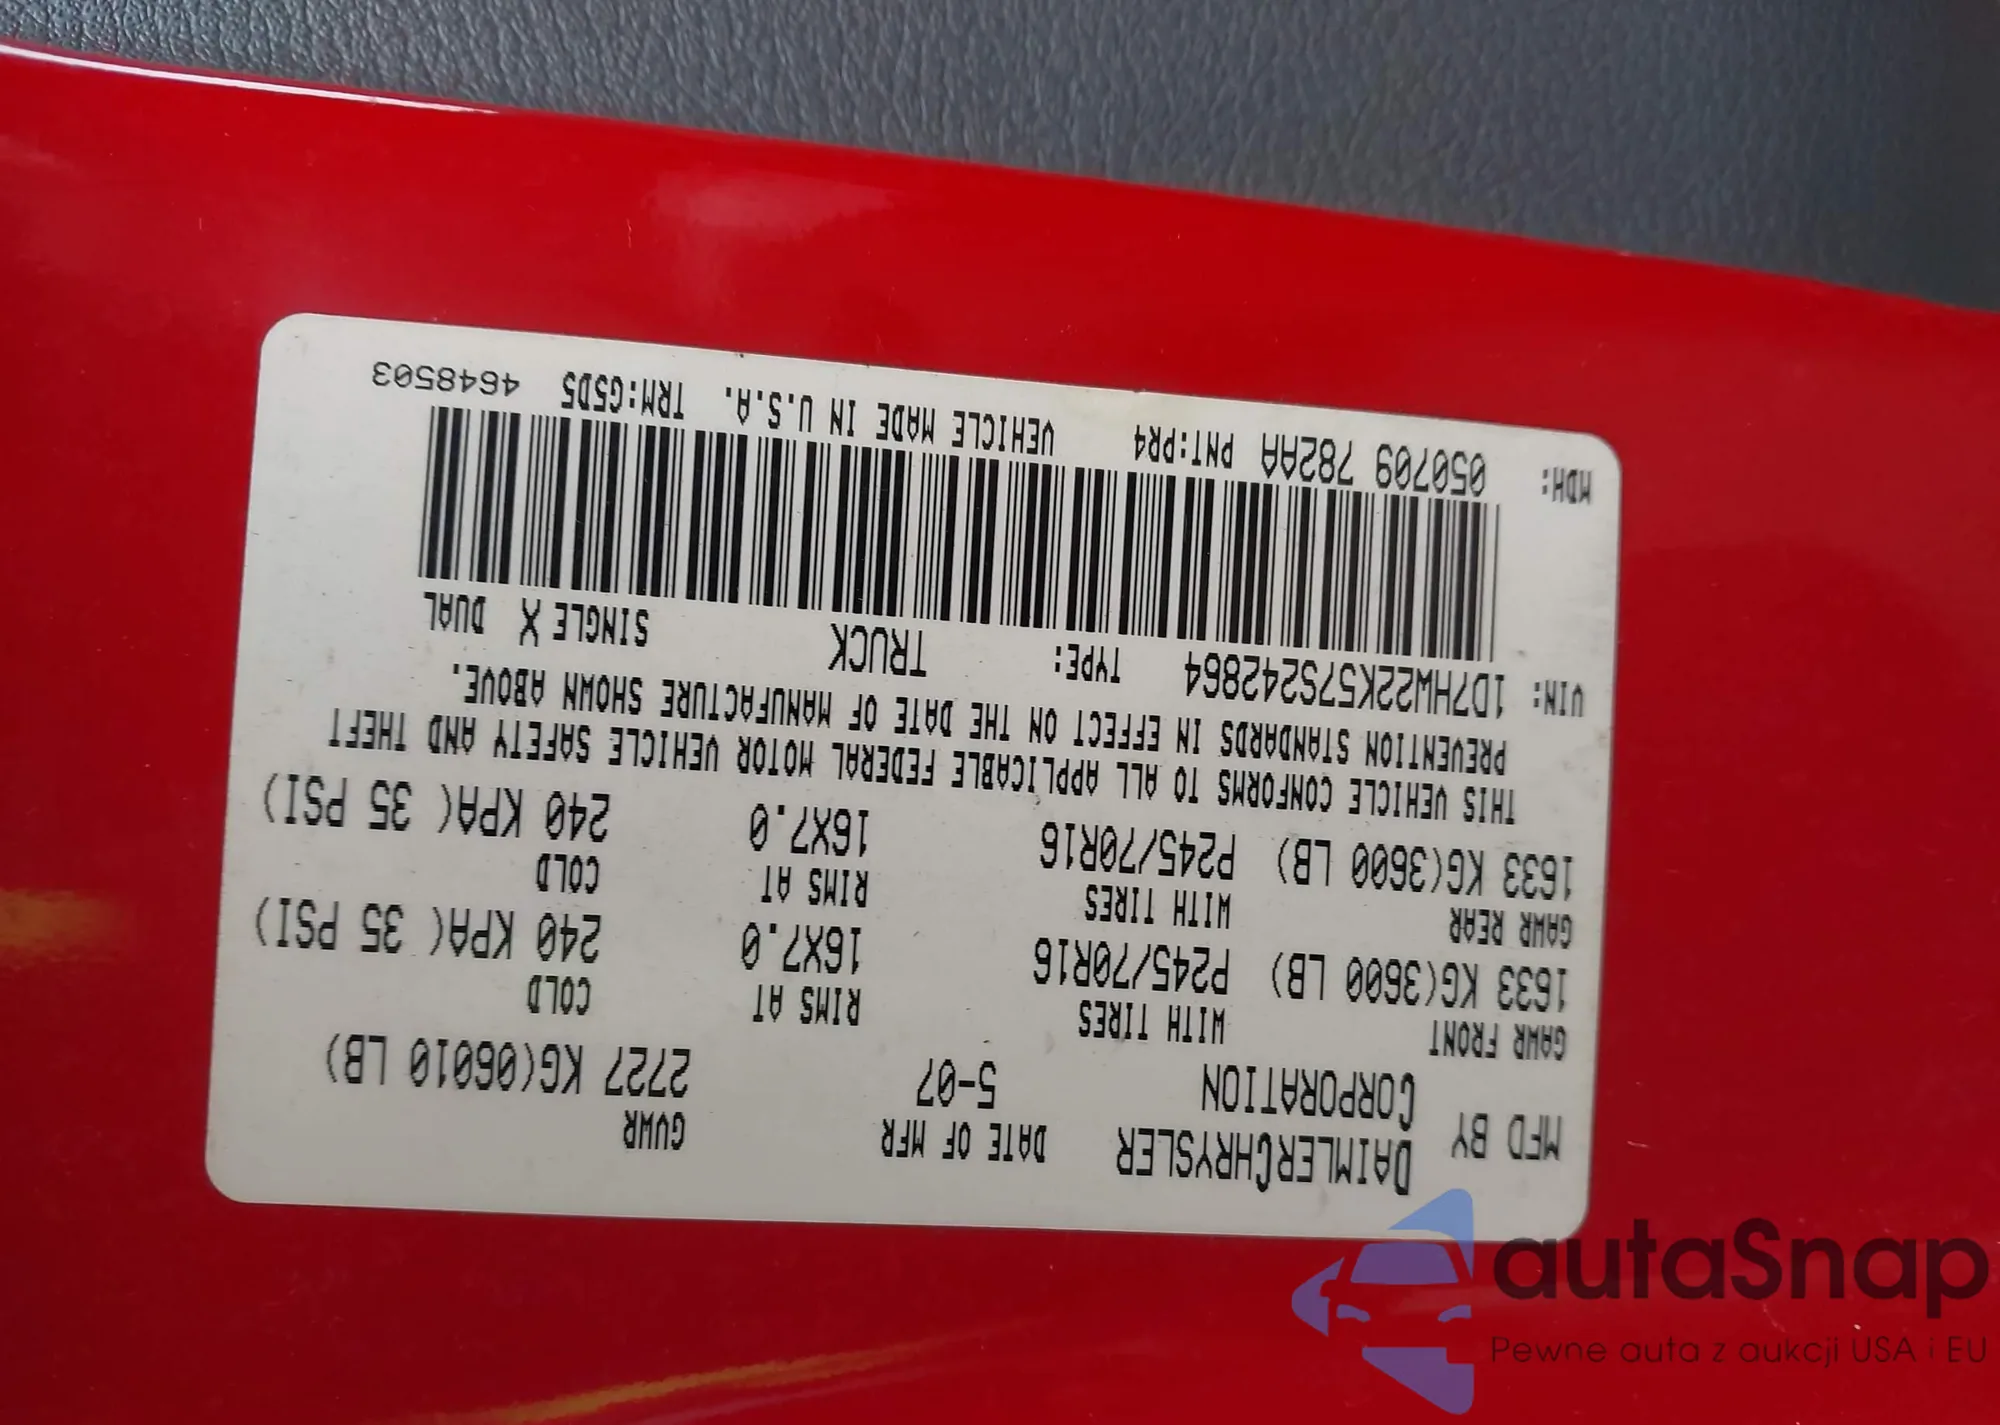 MFD BY DAIMLERCHRYSLER CORPORATION DATE OF MFR 5-07 GVWR 2727 KG(06010 LB)
GAWR FRONT WITH TIRES RIMS AT COLD
1633 KG(3600 LB) P245/70R16 16X7.0 240 KPA( 35 PSI)
GAWR REAR WITH TIRES RIMS AT COLD
1633 KG(3600 LB) P245/70R16 16X7.0 240 KPA( 35 PSI)
THIS VEHICLE CONFORMS TO ALL APPLICABLE FEDERAL MOTOR VEHICLE SAFETY AND THEFT
PREVENTION STANDARDS IN EFFECT ON THE DATE OF MANUFACTURE SHOWN ABOVE.
VIN: 1D7HW22K57S242864 TYPE: TRUCK SINGLE X DUAL
MDH: 050709 782AA PNT:PR4 VEHICLE MADE IN U.S.A. TRM:G5D5 4648503
autaSnap
Pewne auta z aukcji USA i EU